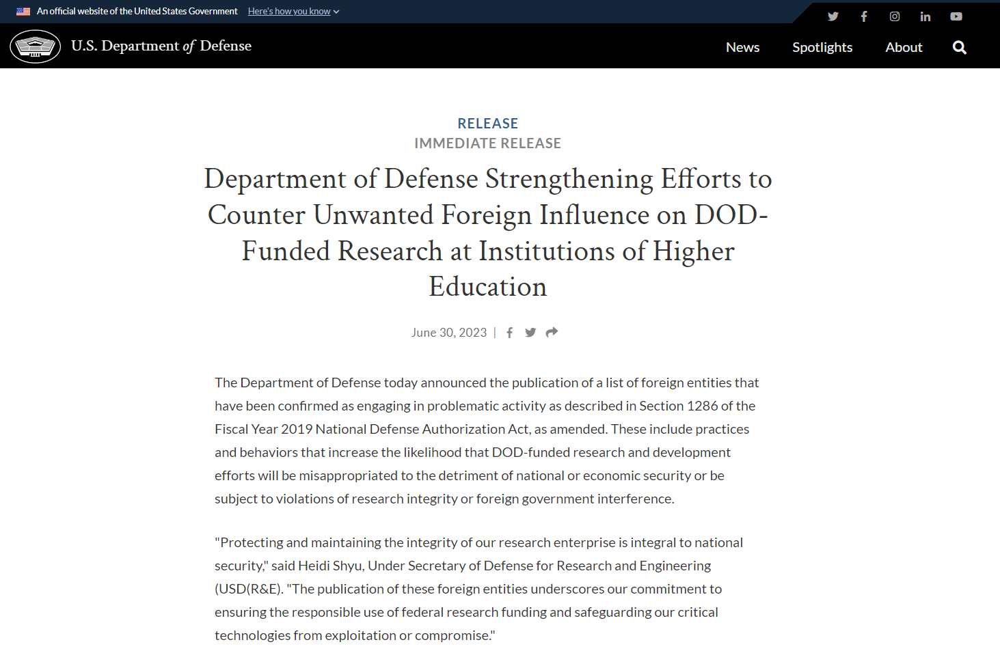 An official website of the United States Government Here's how you know
U.S. Department of Defense
News Spotlights About
RELEASE
IMMEDIATE RELEASE
Department of Defense Strengthening Efforts to
Counter Unwanted Foreign Influence on DOD-
Funded Research at Institutions of Higher
Education
June 30, 2023 |
The Department of Defense today announced the publication of a list of foreign entities that
have been confirmed as engaging in problematic activity as described in Section 1286 of the
Fiscal Year 2019 National Defense Authorization Act, as amended. These include practices
and behaviors that increase the likelihood that DOD-funded research and development
efforts will be misappropriated to the detriment of national or economic security or be
subject to violations of research integrity or foreign government interference.
"Protecting and maintaining the integrity of our research enterprise is integral to national
security," said Heidi Shyu, Under Secretary of Defense for Research and Engineering
(USD(R&E). "The publication of these foreign entities underscores our commitment to
ensuring the responsible use of federal research funding and safeguarding our critical
technologies from exploitation or compromise."